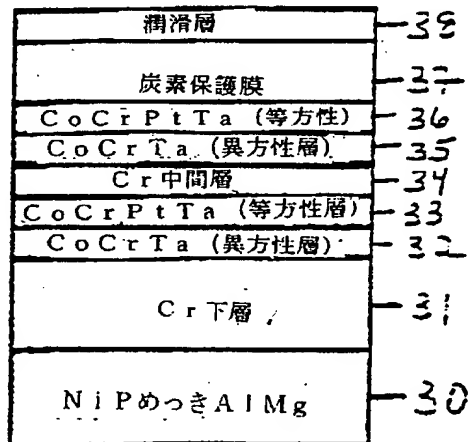 潤滑層 38
炭素保護膜 37
CoCrPtTa (等方性) 36
CoCrTa (異方性層) 35
Cr中間層 34
CoCrPtTa (等方性層) 33
CoCrTa (異方性層) 32
Cr下層 31
NiPめっきAlMg 30